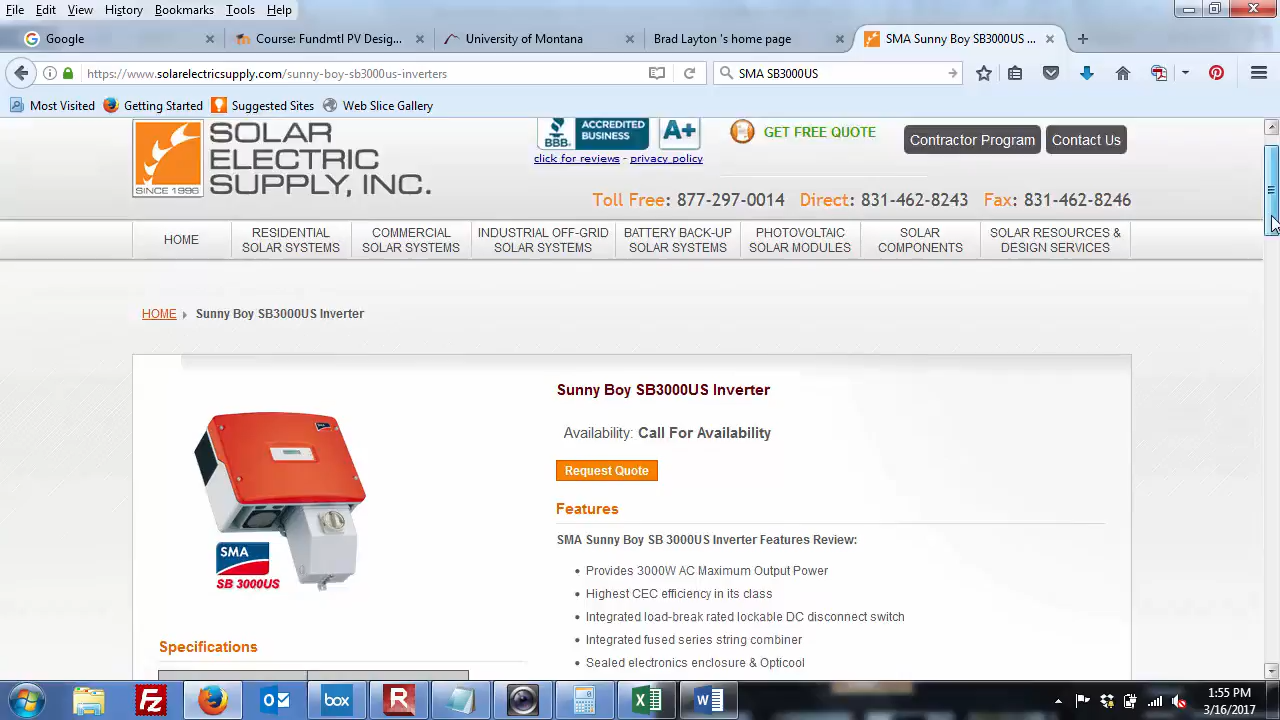 File Edit View History Bookmarks Tools Help
Google
Course: Fundmtl PV Desig...
University of Montana
Brad Layton 's home page
SMA Sunny Boy SB3000US ...
https://www.solarelectricsupply.com/sunny-boy-sb3000us-inverters
SMA SB3000US
Most Visited
Getting Started
Suggested Sites
Web Slice Gallery
SOLAR
ELECTRIC
SUPPLY, INC.
SINCE 1996
BBB
ACCREDITED
BUSINESS
A+
click for reviews - privacy policy
GET FREE QUOTE
Contractor Program
Contact Us
Toll Free: 877-297-0014 Direct: 831-462-8243 Fax: 831-462-8246
HOME
RESIDENTIAL
SOLAR SYSTEMS
COMMERCIAL
SOLAR SYSTEMS
INDUSTRIAL OFF-GRID
SOLAR SYSTEMS
BATTERY BACK-UP
SOLAR SYSTEMS
PHOTOVOLTAIC
SOLAR MODULES
SOLAR
COMPONENTS
SOLAR RESOURCES &
DESIGN SERVICES
HOME Sunny Boy SB3000US Inverter
SMA
SB 3000US
Specifications
Sunny Boy SB3000US Inverter
Availability: Call For Availability
Request Quote
Features
SMA Sunny Boy SB 3000US Inverter Features Review:
• Provides 3000W AC Maximum Output Power
• Highest CEC efficiency in its class
• Integrated load-break rated lockable DC disconnect switch
• Integrated fused series string combiner
• Sealed electronics enclosure & Opticool
box
1:55 PM
3/16/2017